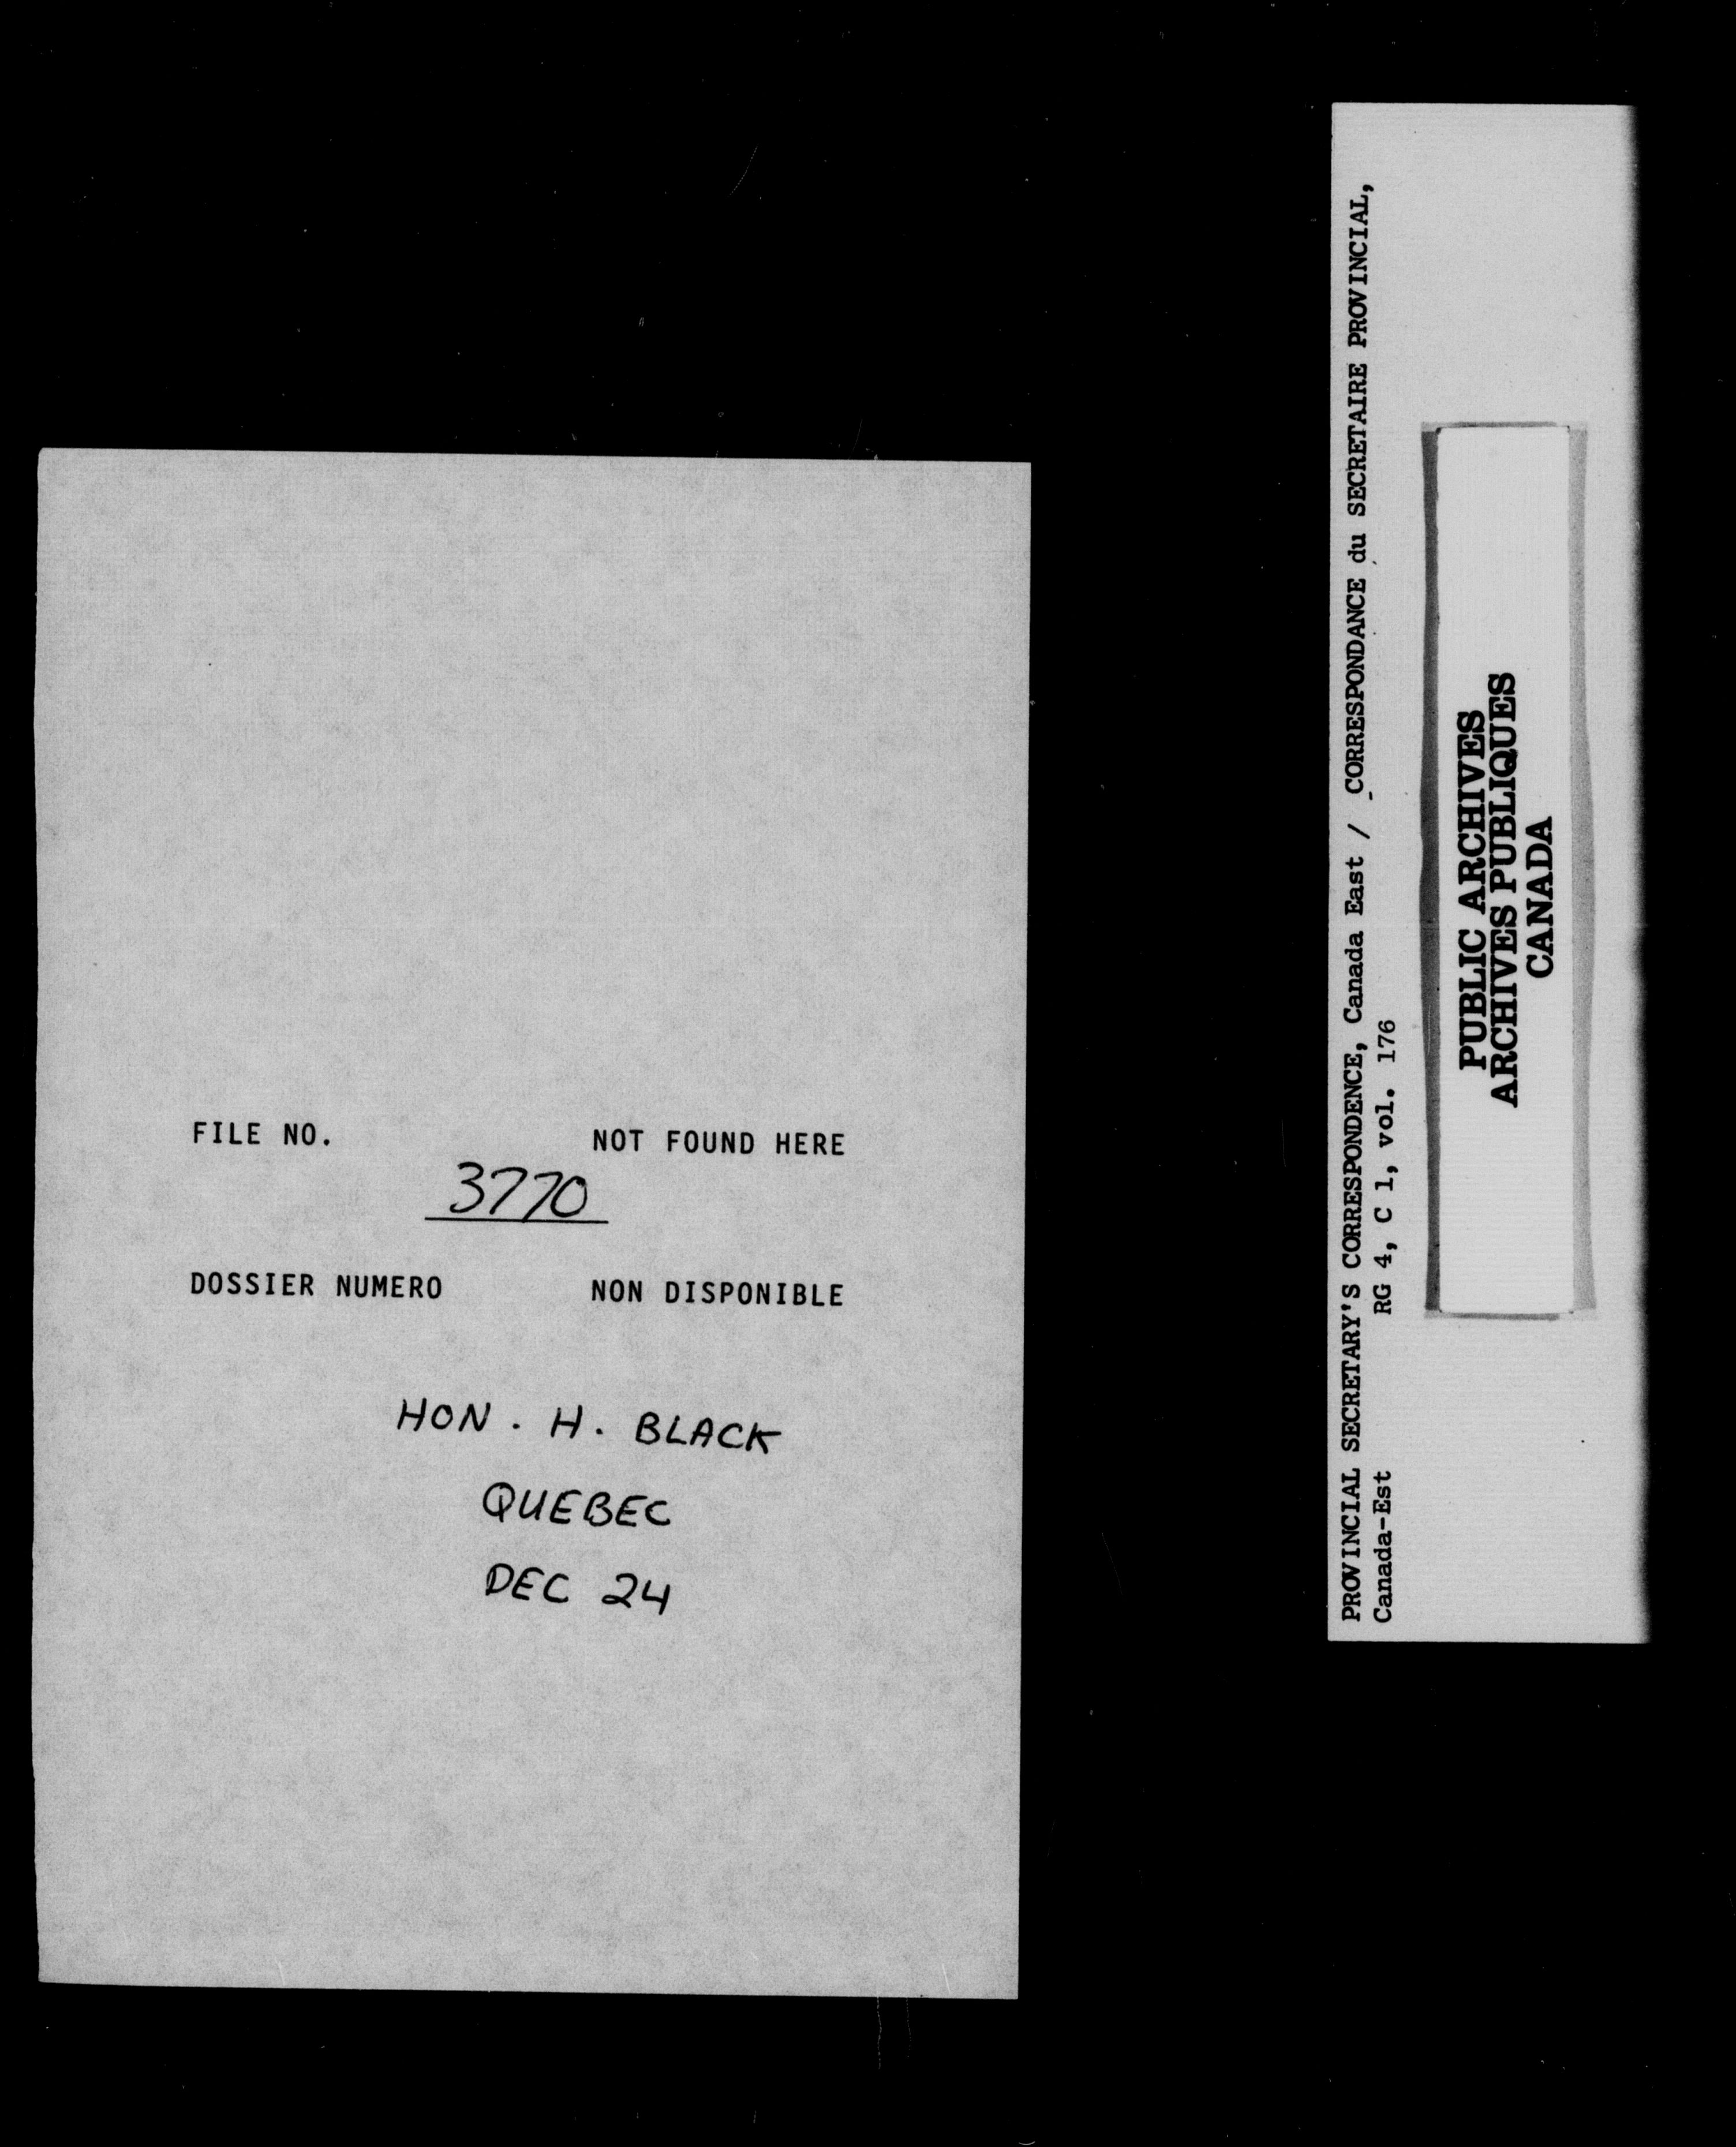 FILE NO. NOT FOUND HERE
3770
DOSSIER NUMERO NON DISPONIBLE
HON. H. BLACK
QUEBEC
DEC 24
PROVINCIAL SECRETARY'S CORRESPONDENCE, Canada East / CORRESPONDANCE du SECRETAIRE PROVINCIAL,
Canada-Est RG 4, C 1, vol. 176
PUBLIC ARCHIVES
ARCHIVES PUBLIQUES
CANADA